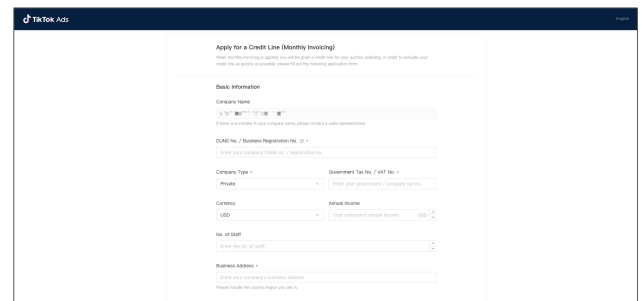 TikTok Ads
English
Apply for a Credit Line (Monthly Invoicing)
When monthly invoicing is applied, you will be given a credit line for your auction spending. In order to evaluate your
credit line as quickly as possible, please fill out the following application form.
Basic Information
Company Name
If there is a mistake in your company name, please contact a sales representative.
DUNS No. / Business Registration No. *
Enter your company DUNS no. / registration no.
Company Type *
Government Tax No. / VAT No. *
Private
Enter your government / company tax no.
Currency
Annual Income
USD
Your company's annual income
USD
No. of Staff
Enter the no. of staff
Business Address *
Enter your company's business address
Please include the country/region you are in.